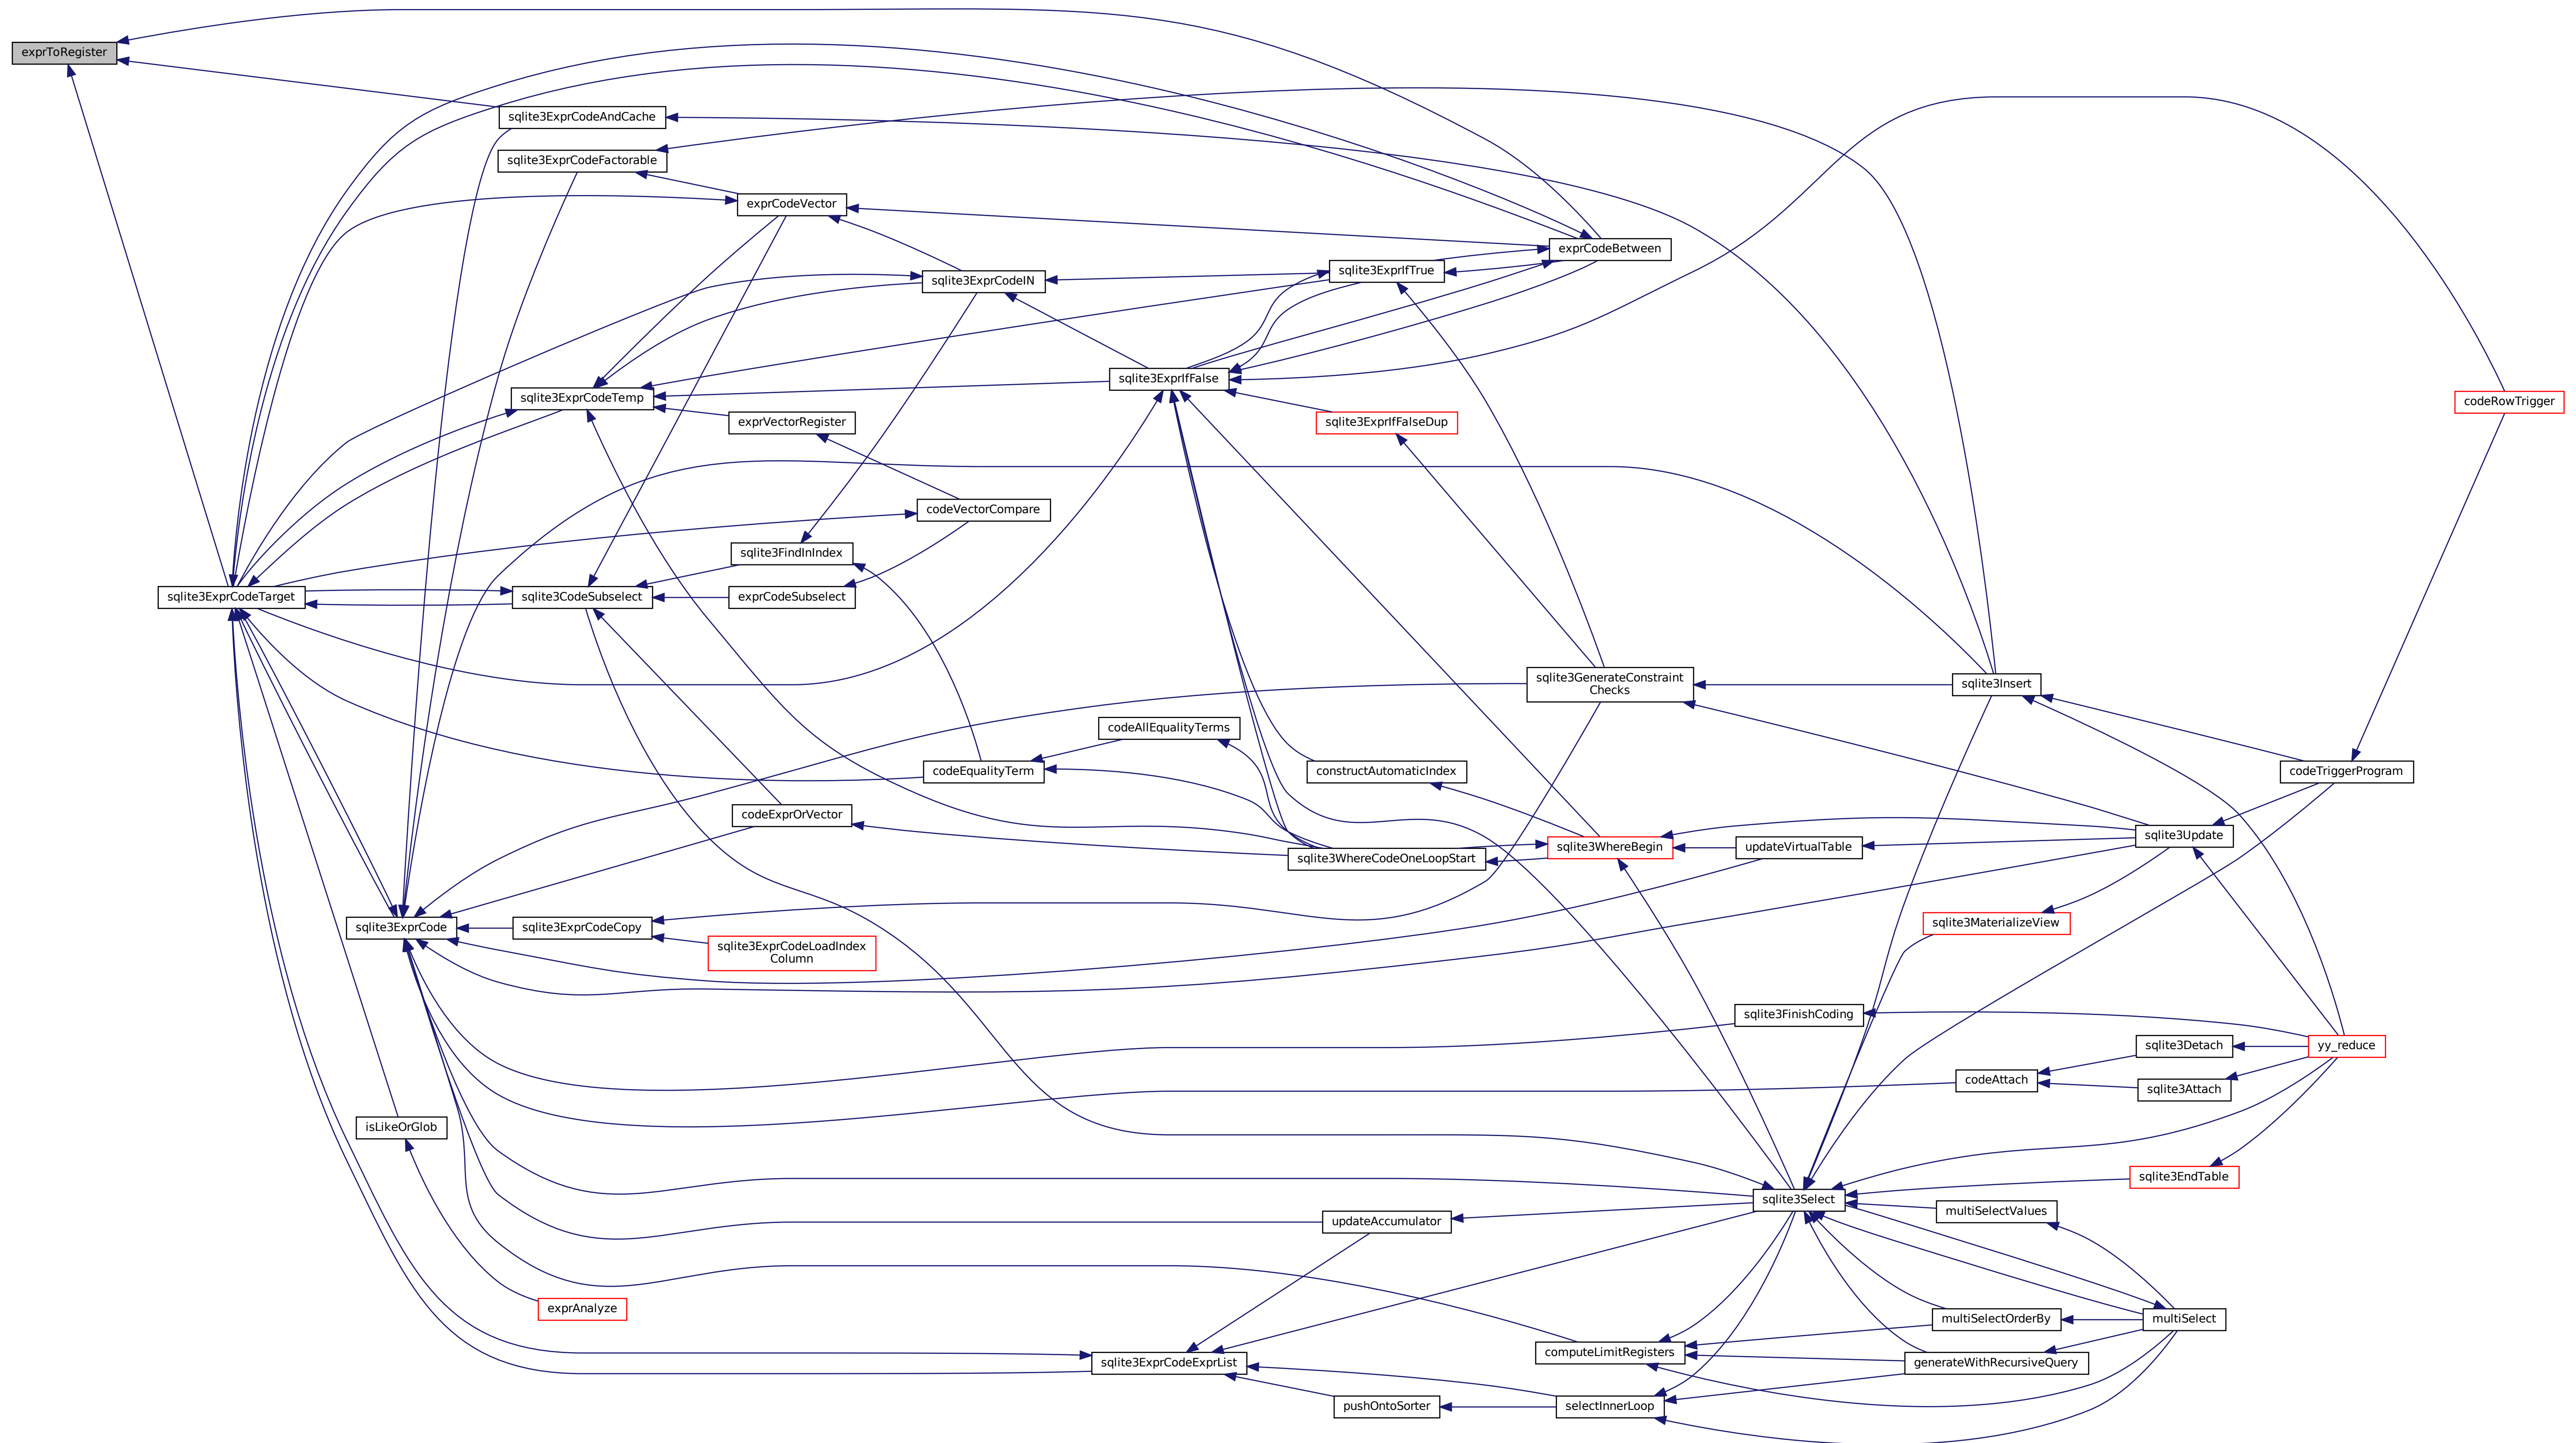 exprToRegister
sqlite3ExprCodeAndCache
sqlite3ExprCodeFactorable
exprCodeVector
exprCodeBetween
sqlite3ExprIfTrue
sqlite3ExprCodeIN
sqlite3ExprIfFalse
sqlite3ExprCodeTemp
codeRowTrigger
exprVectorRegister
sqlite3ExprIfFalseDup
codeVectorCompare
sqlite3FindInIndex
sqlite3ExprCodeTarget
sqlite3CodeSubselect
exprCodeSubselect
sqlite3GenerateConstraint
Checks
sqlite3Insert
codeAllEqualityTerms
codeEqualityTerm
constructAutomaticIndex
codeTriggerProgram
codeExprOrVector
sqlite3Update
sqlite3WhereCodeOneLoopStart
sqlite3WhereBegin
updateVirtualTable
sqlite3ExprCode
sqlite3ExprCodeCopy
sqlite3MaterializeView
sqlite3ExprCodeLoadIndex
Column
sqlite3FinishCoding
sqlite3Detach
yy_reduce
codeAttach
sqlite3Attach
isLikeOrGlob
sqlite3EndTable
sqlite3Select
multiSelectValues
updateAccumulator
exprAnalyze
multiSelectOrderBy
multiSelect
computeLimitRegisters
sqlite3ExprCodeExprList
generateWithRecursiveQuery
pushOntoSorter
selectInnerLoop